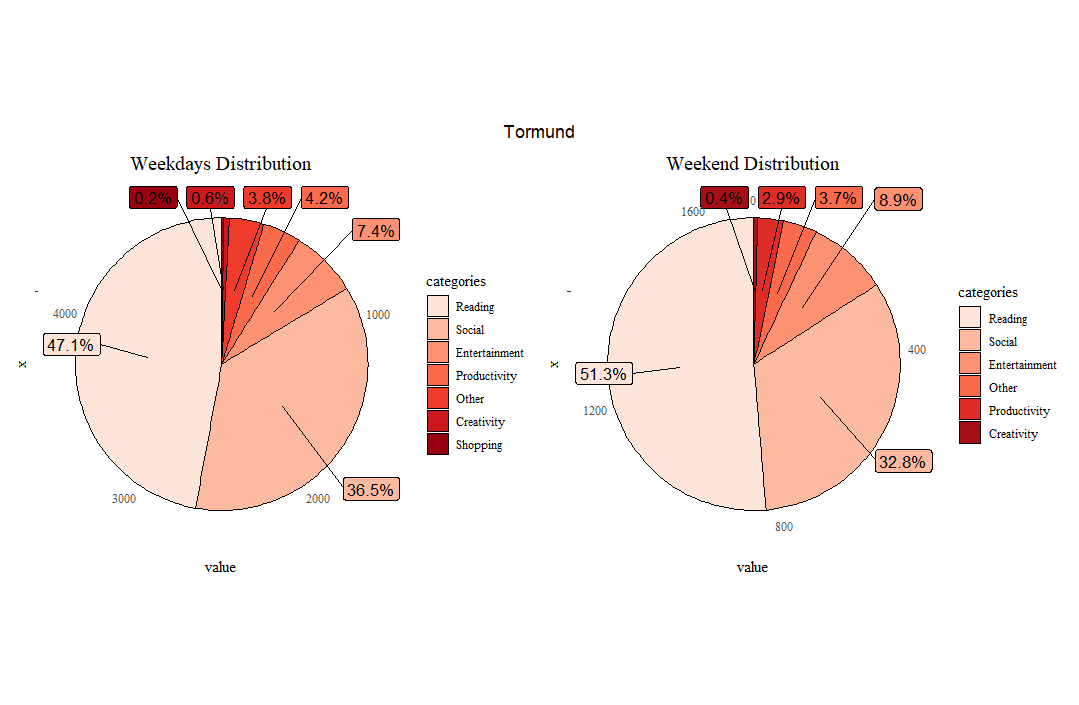 Tormund
Weekdays Distribution
0.2%
0.6%
3.8%
4.2%
7.4%
4000
1000
47.1%
x
3000
2000
36.5%
value
categories
Reading
Social
Entertainment
Productivity
Other
Creativity
Shopping
Weekend Distribution
0.4%
0
2.9%
3.7%
8.9%
1600
400
51.3%
x
1200
32.8%
800
value
categories
Reading
Social
Entertainment
Other
Productivity
Creativity